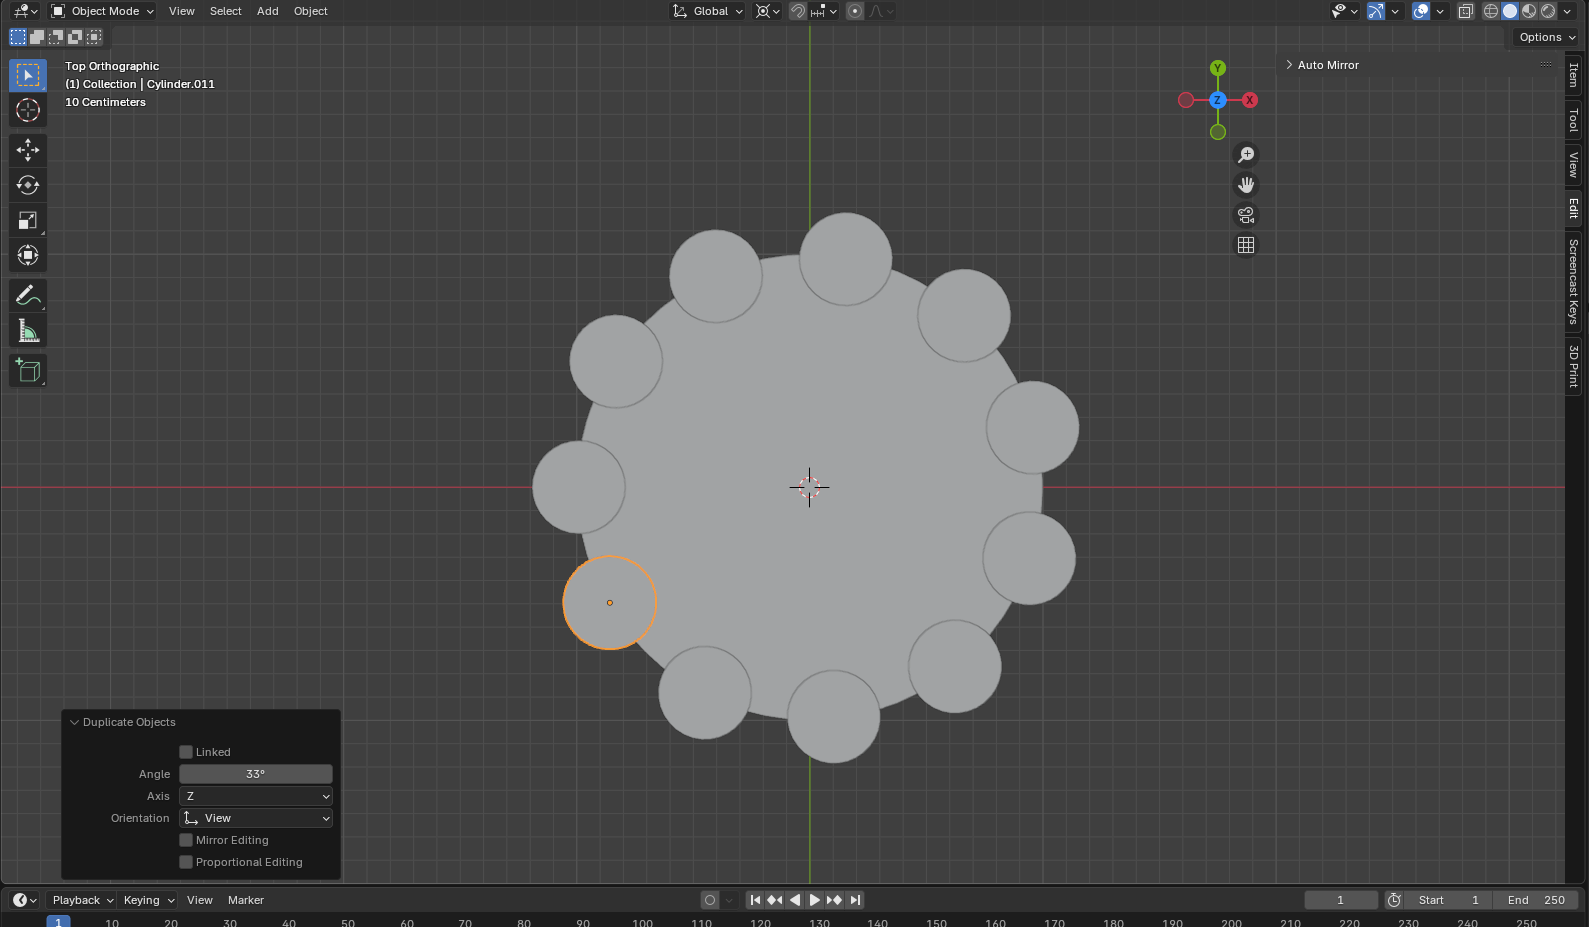 Object Mode View Select Add Object Global
Options
Top Orthographic
(1) Collection | Cylinder.011
10 Centimeters
Auto Mirror
Y
Z X
Item
Tool
View
Edit
Screencast Keys
3D Print
Duplicate Objects
Linked
Angle 33°
Axis Z
Orientation View
Mirror Editing
Proportional Editing
Playback Keying View Marker 1 Start 1 End 250
1 10 20 30 40 50 60 70 80 90 100 110 120 130 140 150 160 170 180 190 200 210 220 230 240 250